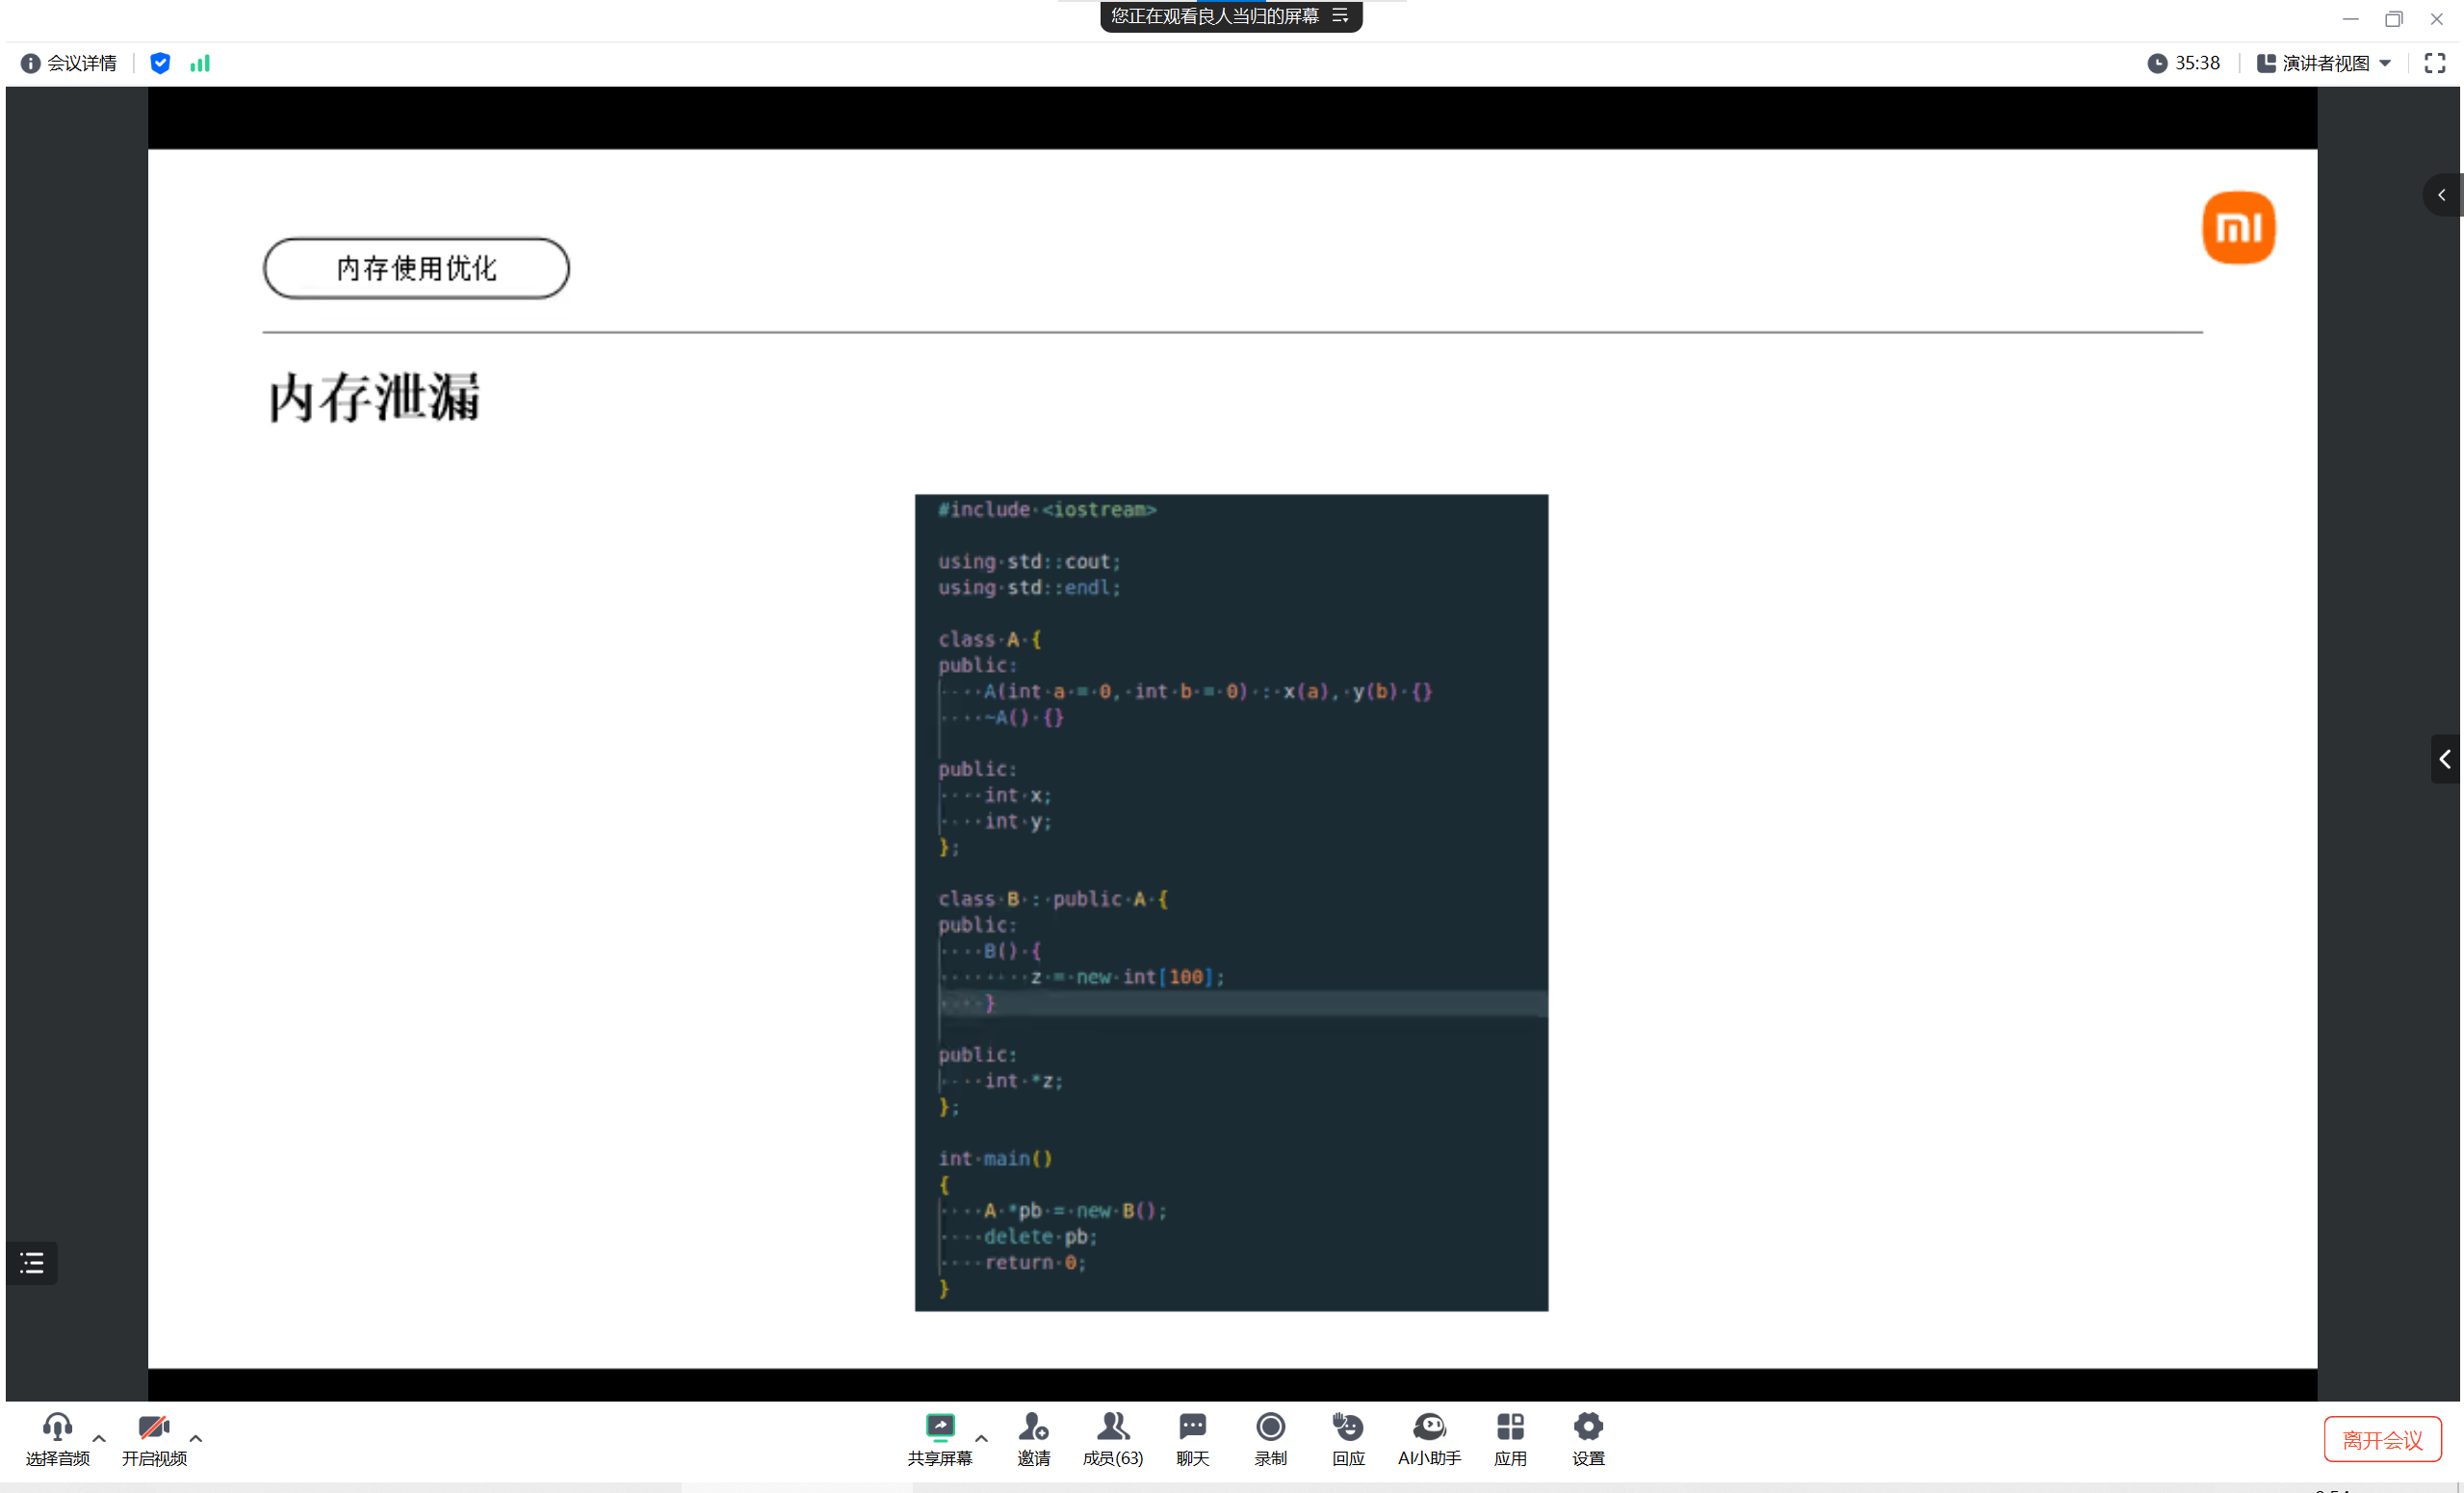 您正在观看良人当归的屏幕
会议详情
35:38
演讲者视图
mi
内存使用优化
内存泄漏
#include <iostream>
using std::cout;
using std::endl;
class A {
public:
    A(int a = 0, int b = 0) : x(a), y(b) {}
    ~A() {}
public:
    int x;
    int y;
};
class B : public A {
public:
    B() {
        z = new int[100];
    }
public:
    int *z;
};
int main()
{
    A *pb = new B();
    delete pb;
    return 0;
}
选择音频
开启视频
共享屏幕
邀请
成员(63)
聊天
录制
回应
AI小助手
应用
设置
离开会议